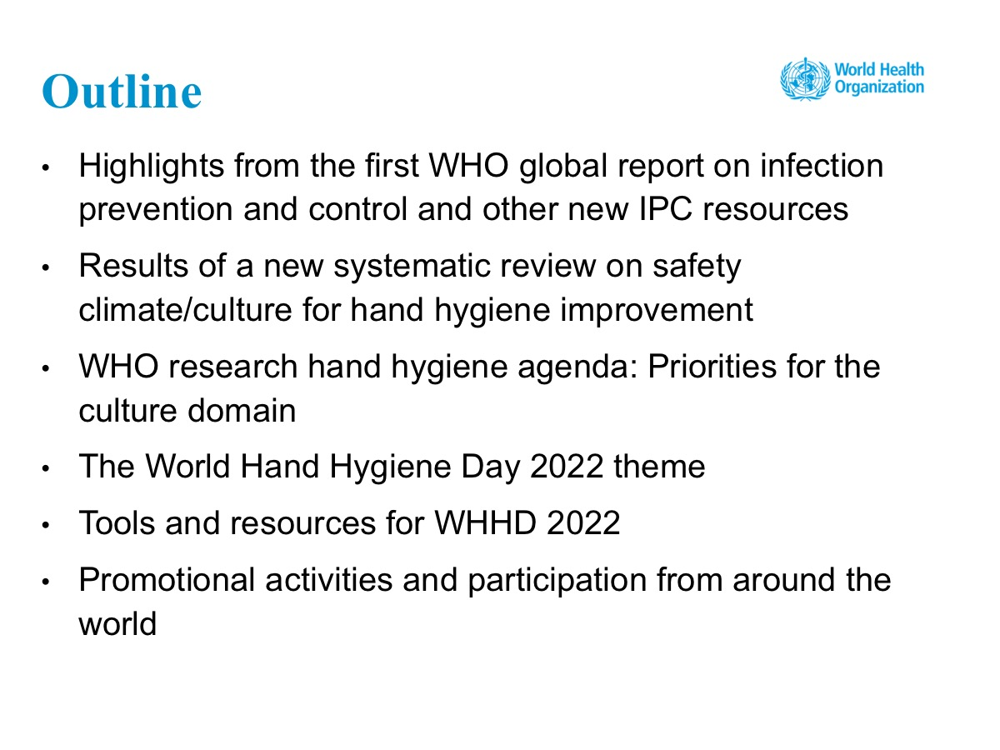 Outline
World Health
Organization
• Highlights from the first WHO global report on infection
prevention and control and other new IPC resources
• Results of a new systematic review on safety
climate/culture for hand hygiene improvement
• WHO research hand hygiene agenda: Priorities for the
culture domain
• The World Hand Hygiene Day 2022 theme
• Tools and resources for WHHD 2022
• Promotional activities and participation from around the
world